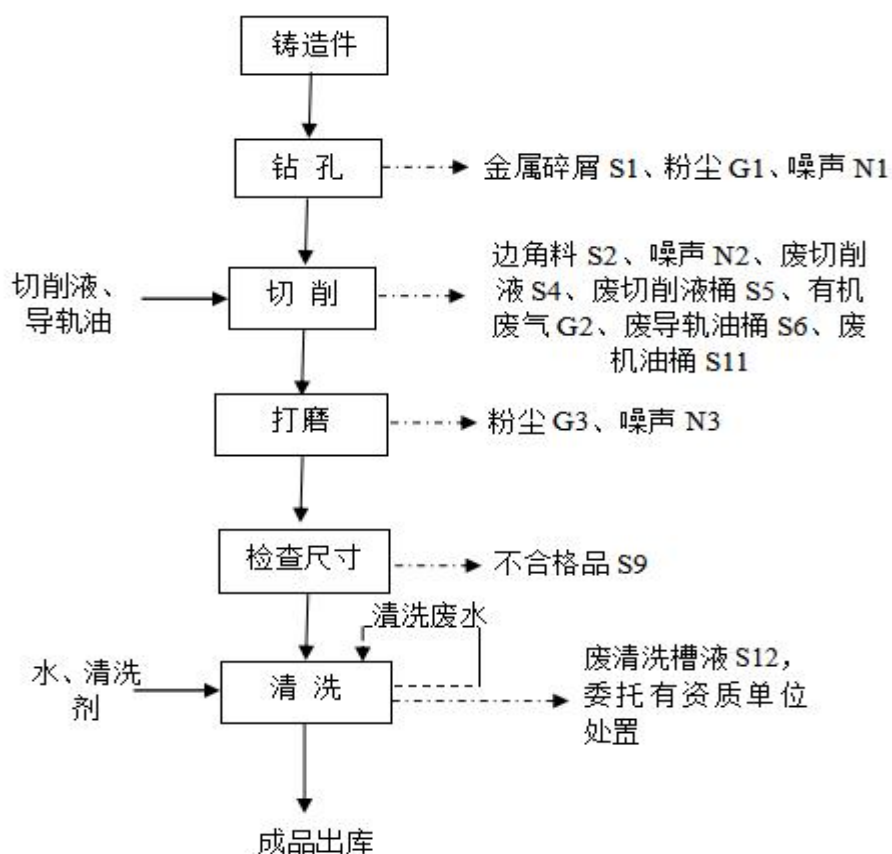 铸造件
钻 孔
金属碎屑 S1、粉尘 G1、噪声 N1
边角料 S2、噪声 N2、废切削
液 S4、废切削液桶 S5、有机
废气 G2、废导轨油桶 S6、废
机油桶 S11
切削液、
导轨油
切 削
打磨
粉尘 G3、噪声 N3
检查尺寸
不合格品 S9
清洗废水
水、清洗
剂
清 洗
废清洗槽液 S12，
委托有资质单位
处置
成品出库